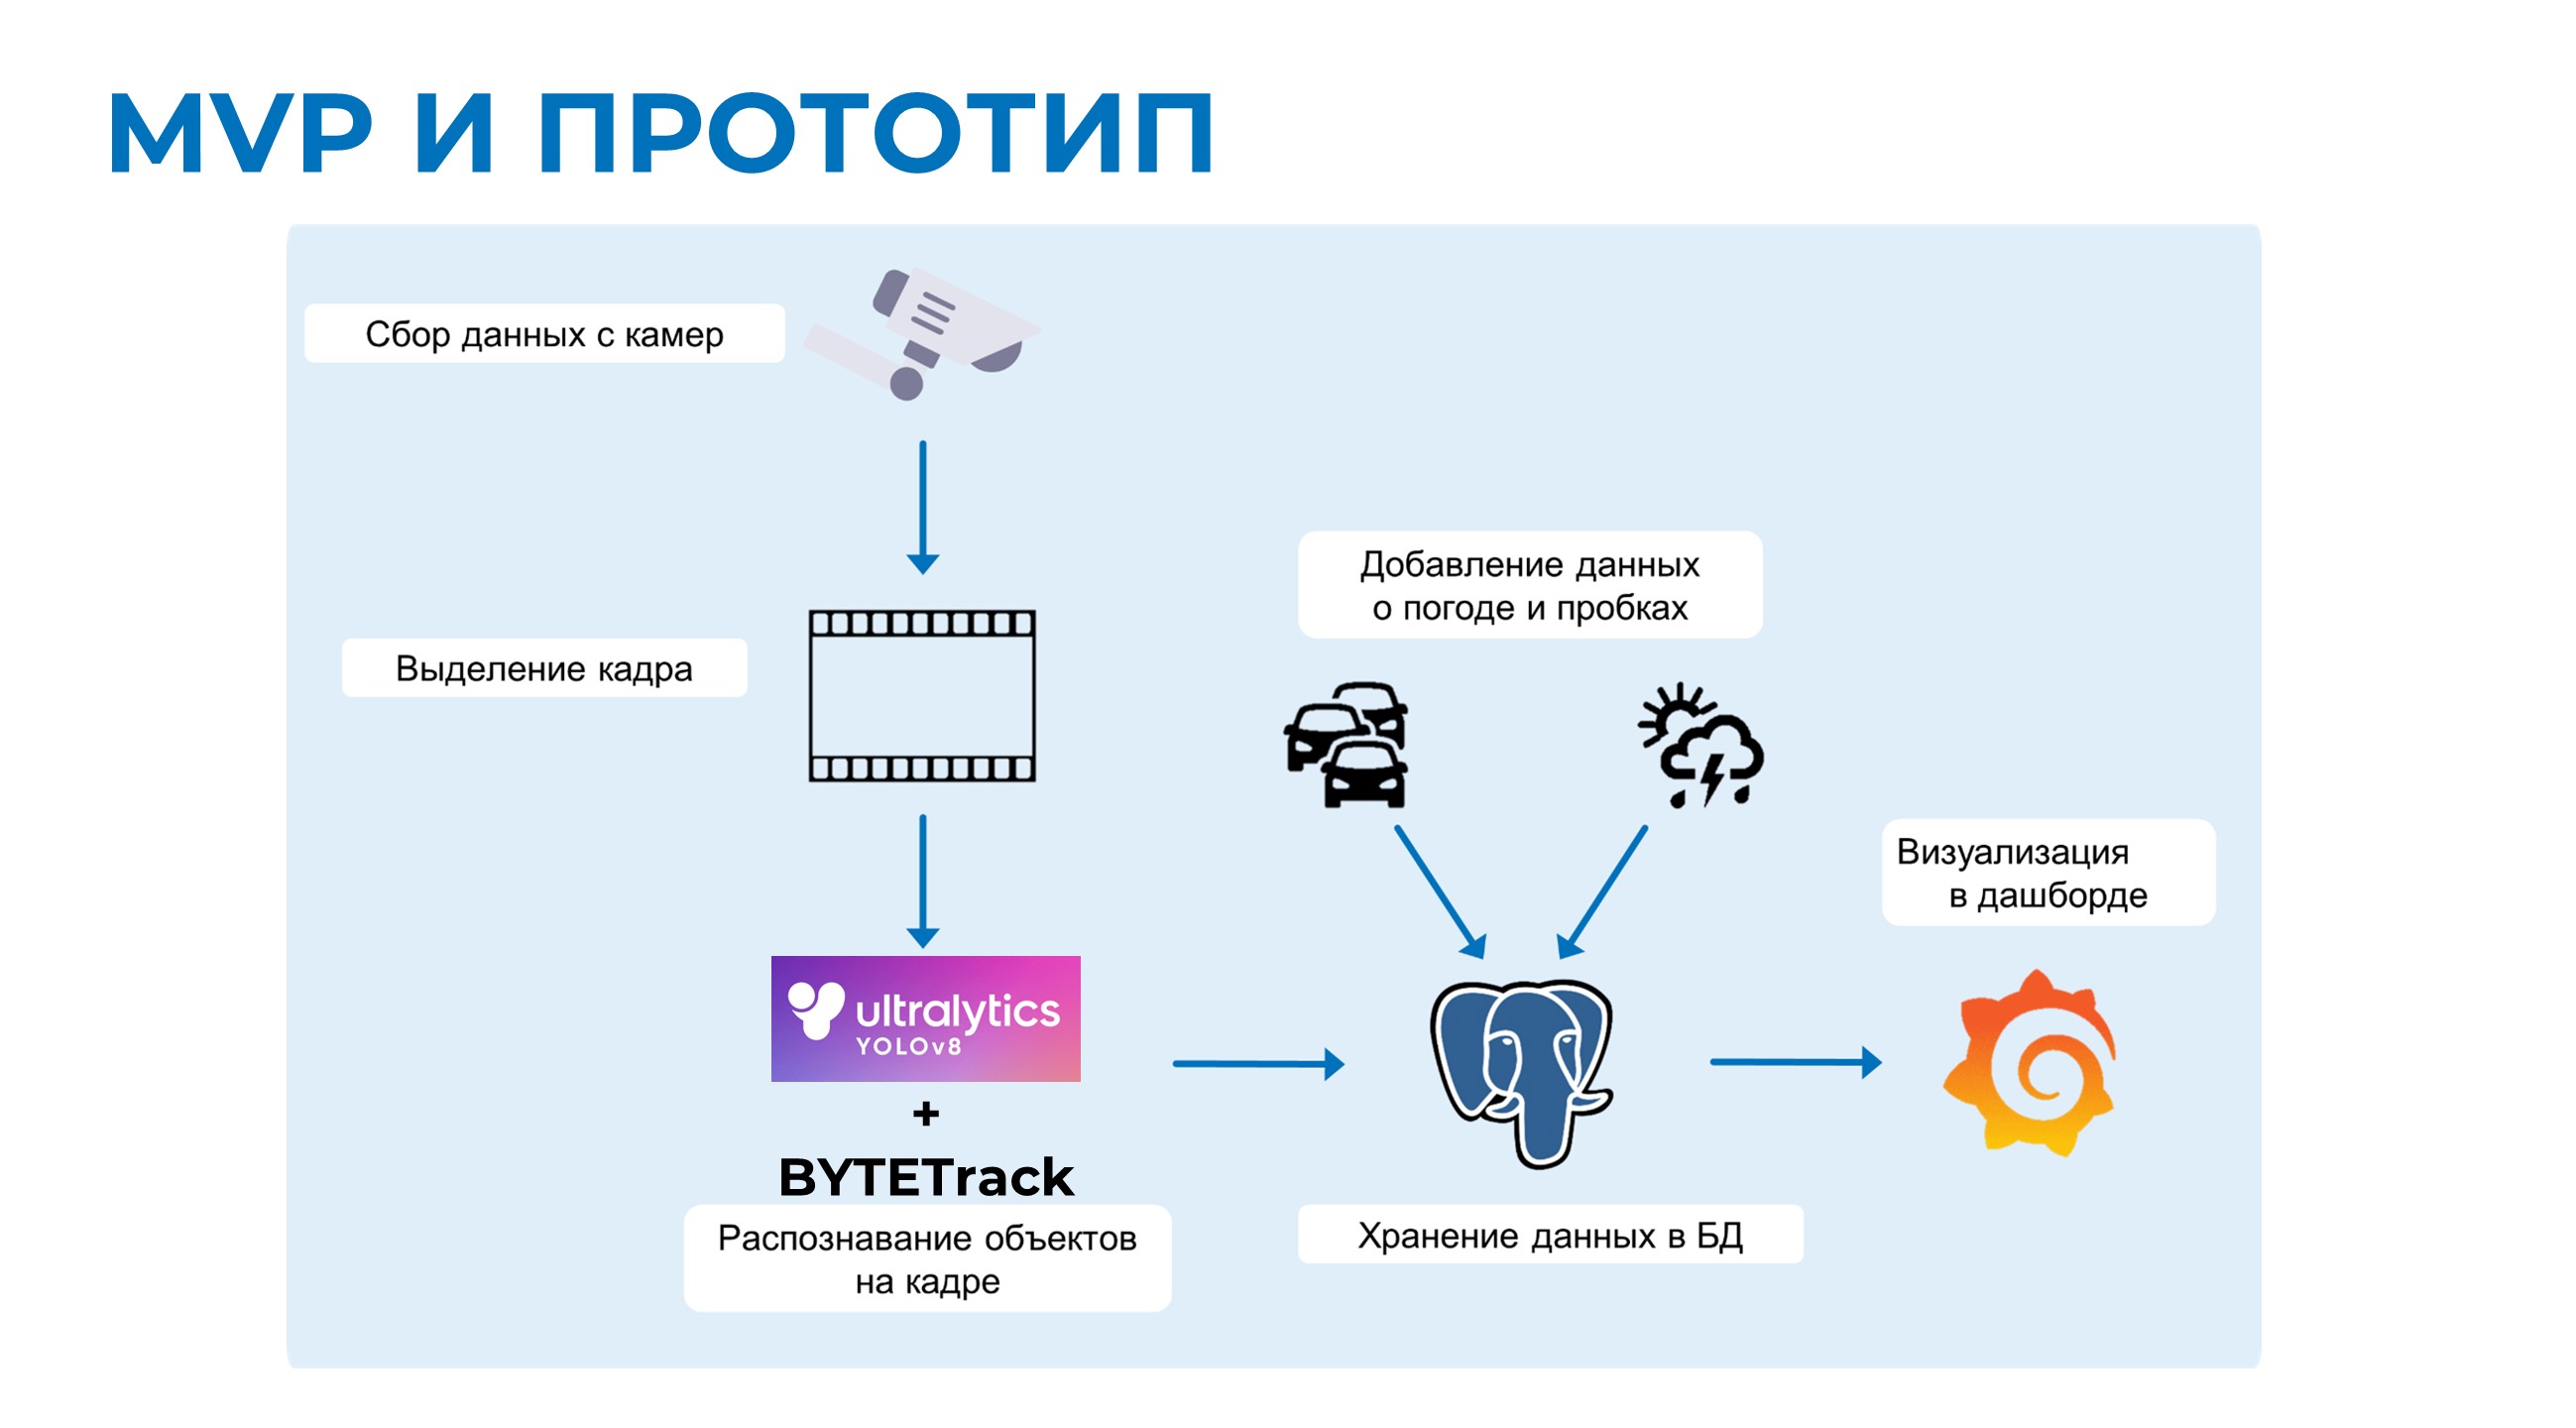 MVP И ПРОТОТИП
Сбор данных с камер
Выделение кадра
ultralytics
YOLOv8
+
BYTETrack
Распознавание объектов
на кадре
Добавление данных
о погоде и пробках
Хранение данных в БД
Визуализация
в дашборде